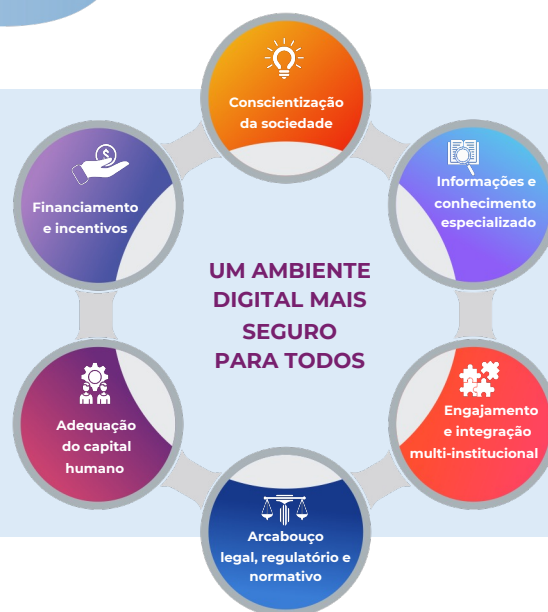 Conscientização
da sociedade
Informações e
conhecimento
especializado
Financiamento
e incentivos
UM AMBIENTE
DIGITAL MAIS
SEGURO
PARA TODOS
Engajamento
e integração
multi-institucional
Adequação
do capital
humano
Arcabouço
legal, regulatório e
normativo